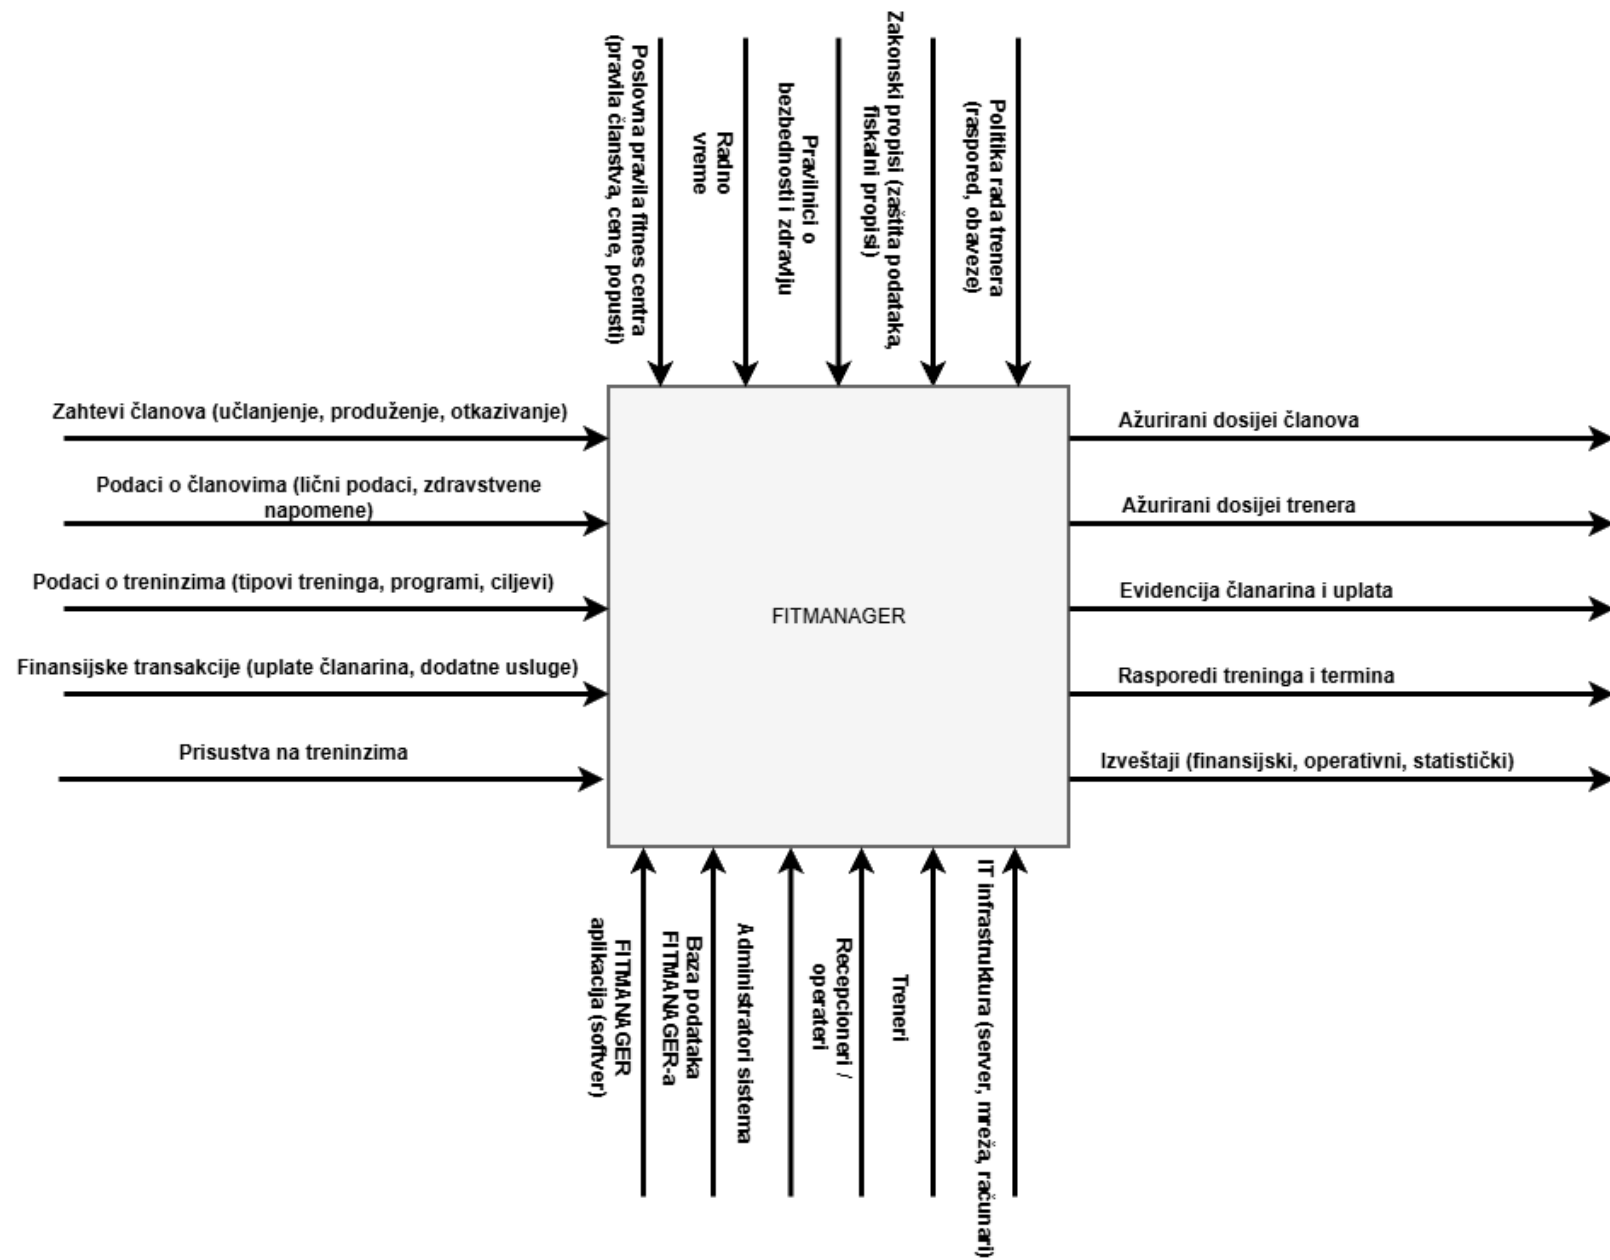 Poslovna pravila fitnes centra
(pravila članstva, cene, popusti)
Radno
vreme
Pravilnici o
bezbednosti i zdravlju
Zakonski propisi (zaštita podataka,
fiskalni propisi)
Politika rada trenera
(raspored, obaveze)
Zahtevi članova (učlanjenje, produženje, otkazivanje)
Podaci o članovima (lični podaci, zdravstvene
napomene)
Podaci o treninzima (tipovi treninga, programi, ciljevi)
Finansijske transakcije (uplate članarina, dodatne usluge)
Prisustva na treninzima
FITMANAGER
Ažurirani dosijei članova
Ažurirani dosijei trenera
Evidencija članarina i uplata
Rasporedi treninga i termina
Izveštaji (finansijski, operativni, statistički)
FITMANAGER
aplikacija (softver)
Baza podataka
FITMANAGER-a
Administratori sistema
Recepcioneri /
operateri
Treneri
IT infrastruktura (server, mreža, računari)